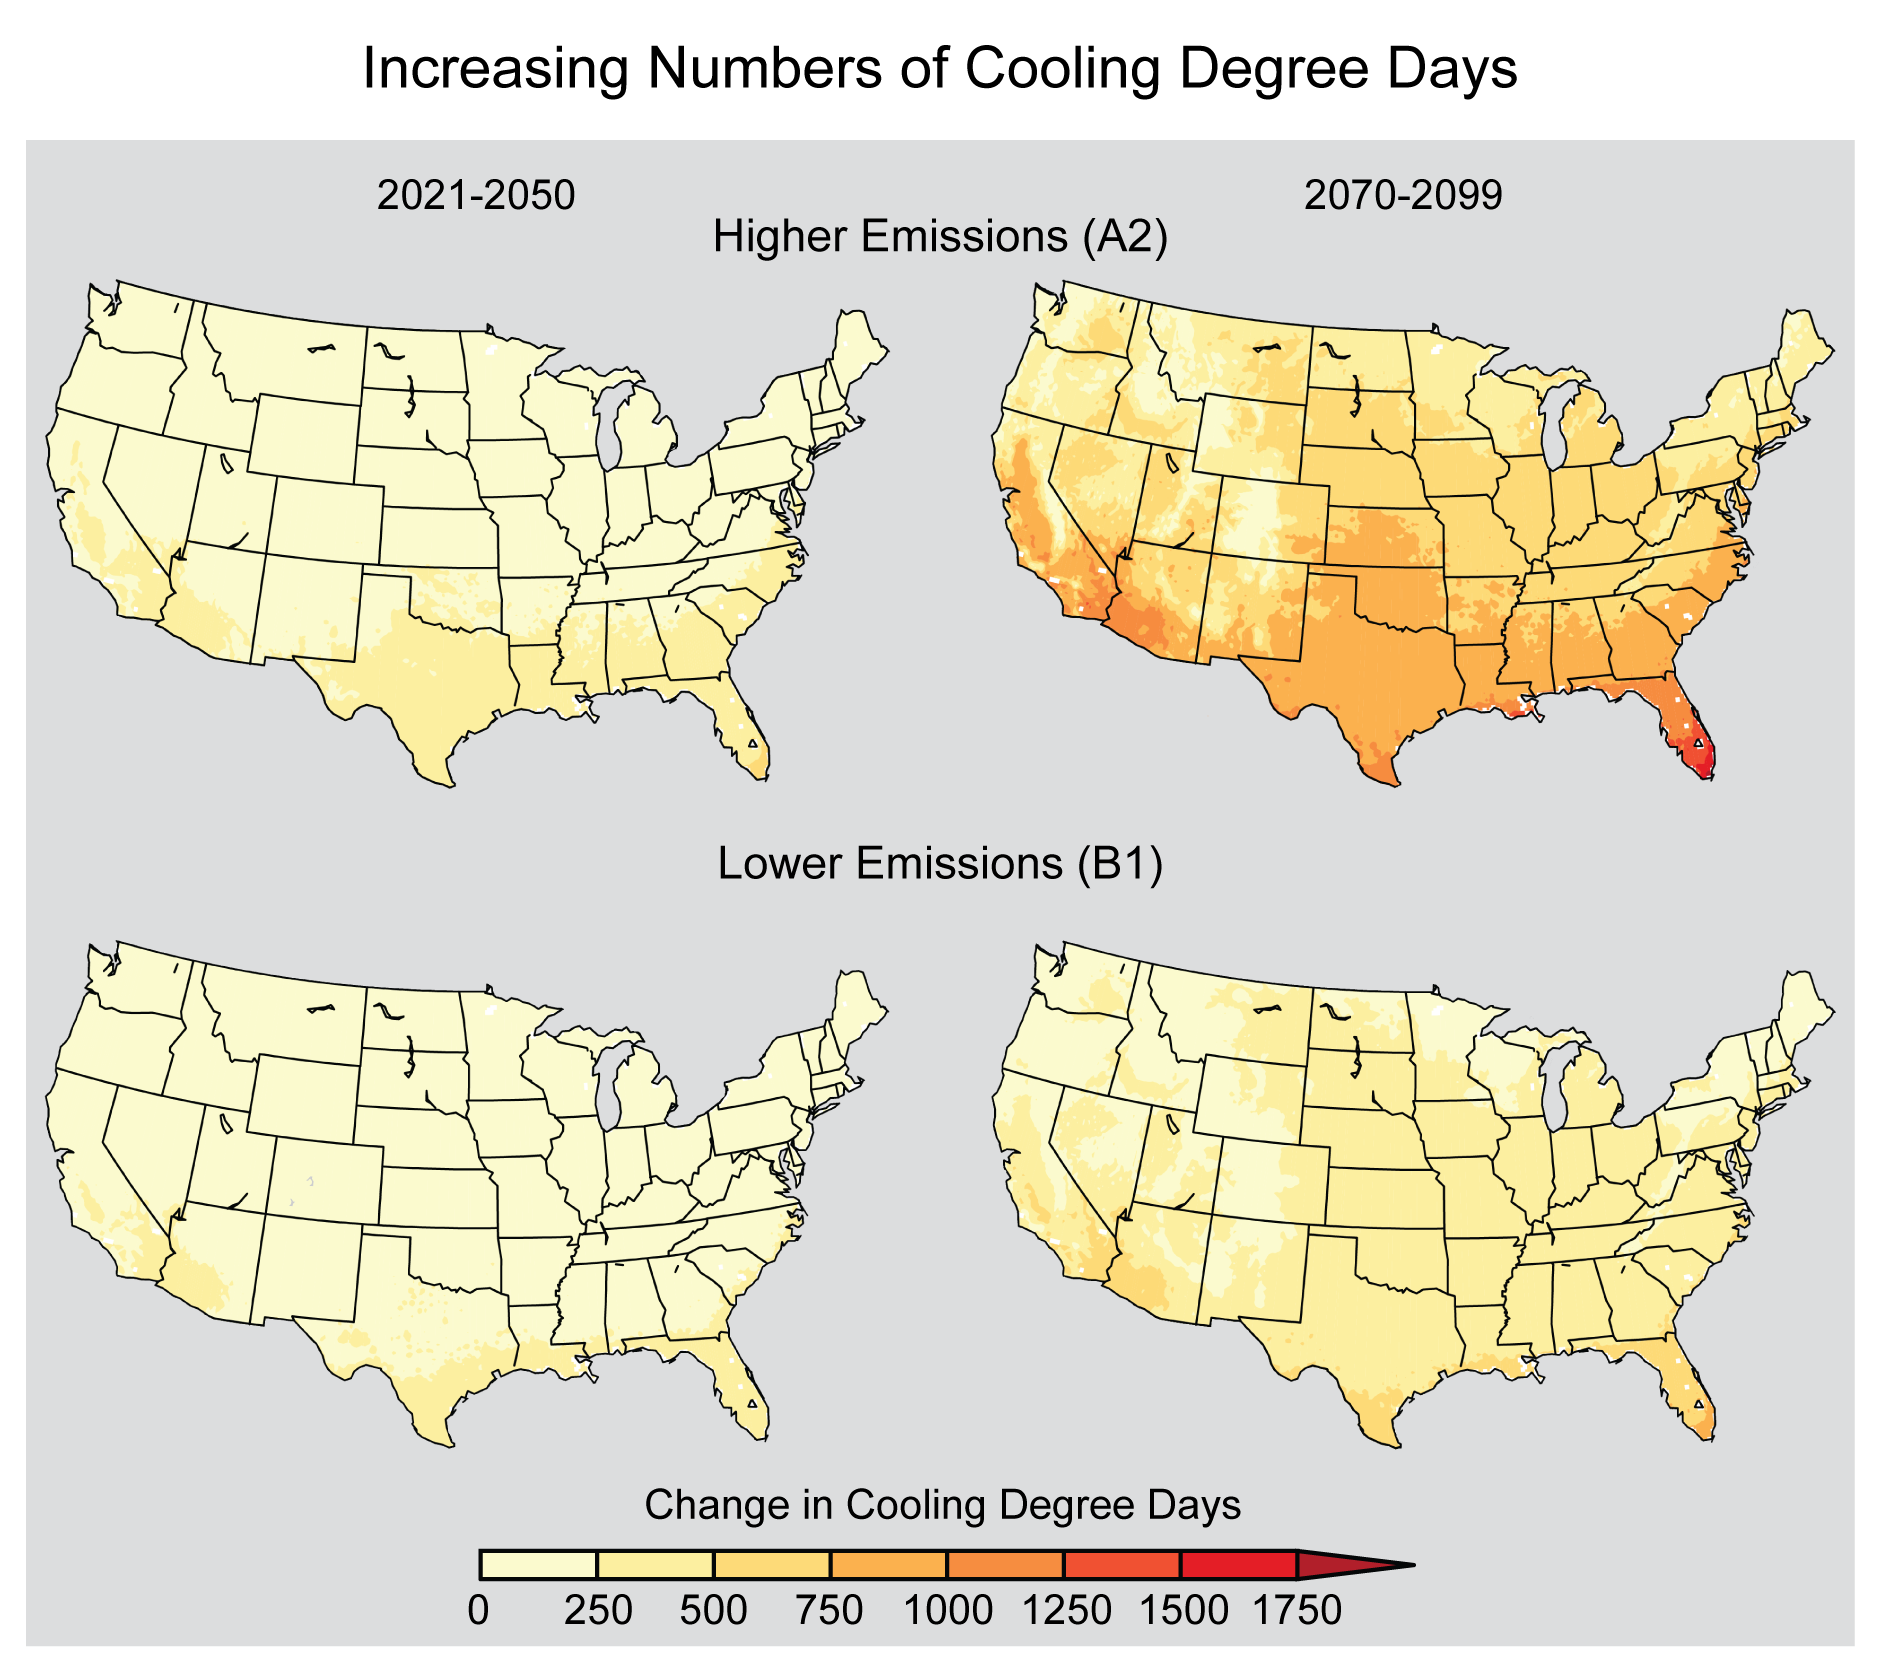 Increasing Numbers of Cooling Degree Days
2021-2050
2070-2099
Higher Emissions (A2)
Lower Emissions (B1)
Change in Cooling Degree Days
0 250 500 750 1000 1250 1500 1750